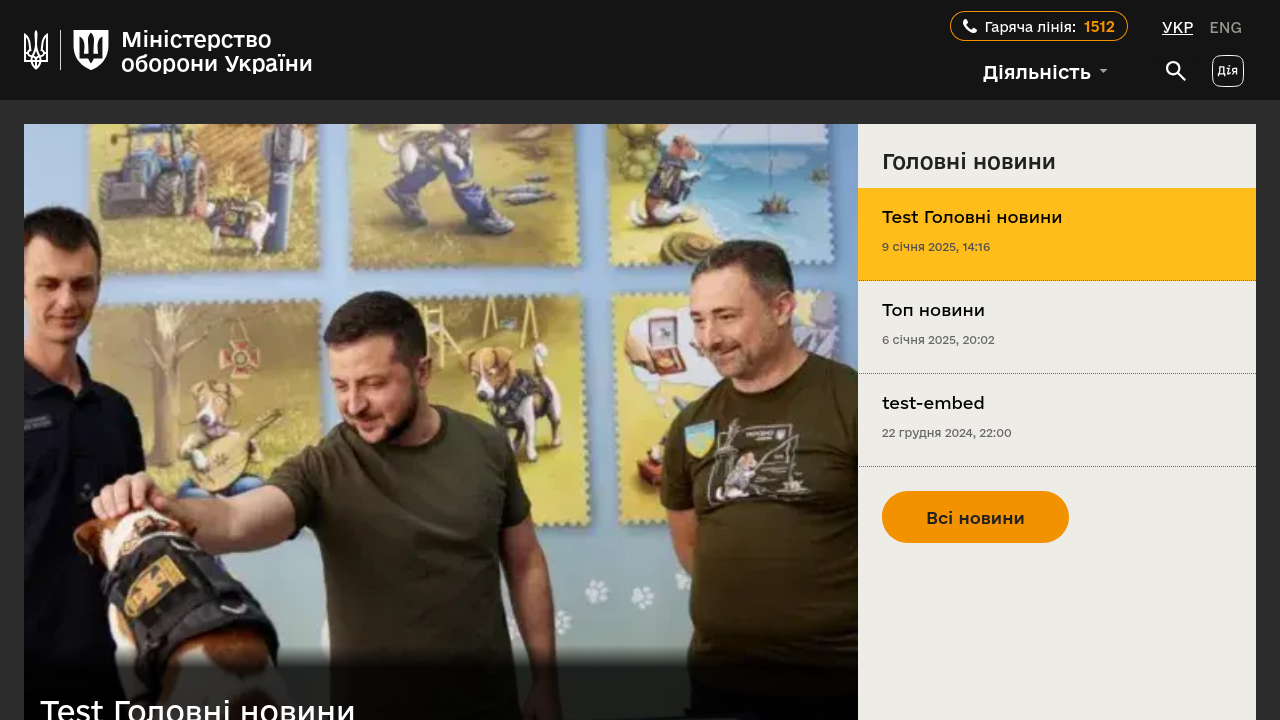 Міністерство
оборони України
Гаряча лінія: 1512
УКР ENG
Діяльність
Дія
Головні новини
Test Головні новини
9 січня 2025, 14:16
Топ новини
6 січня 2025, 20:02
test-embed
22 грудня 2024, 22:00
Всі новини
Test Головні новини